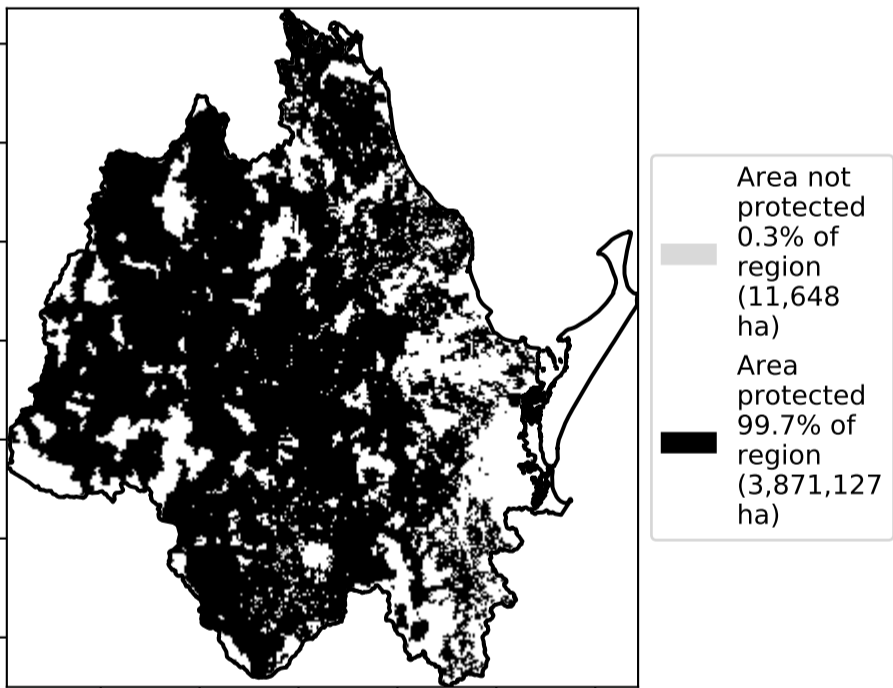 Area not
protected
0.3% of
region
(11,648
ha)
Area
protected
99.7% of
region
(3,871,127
ha)